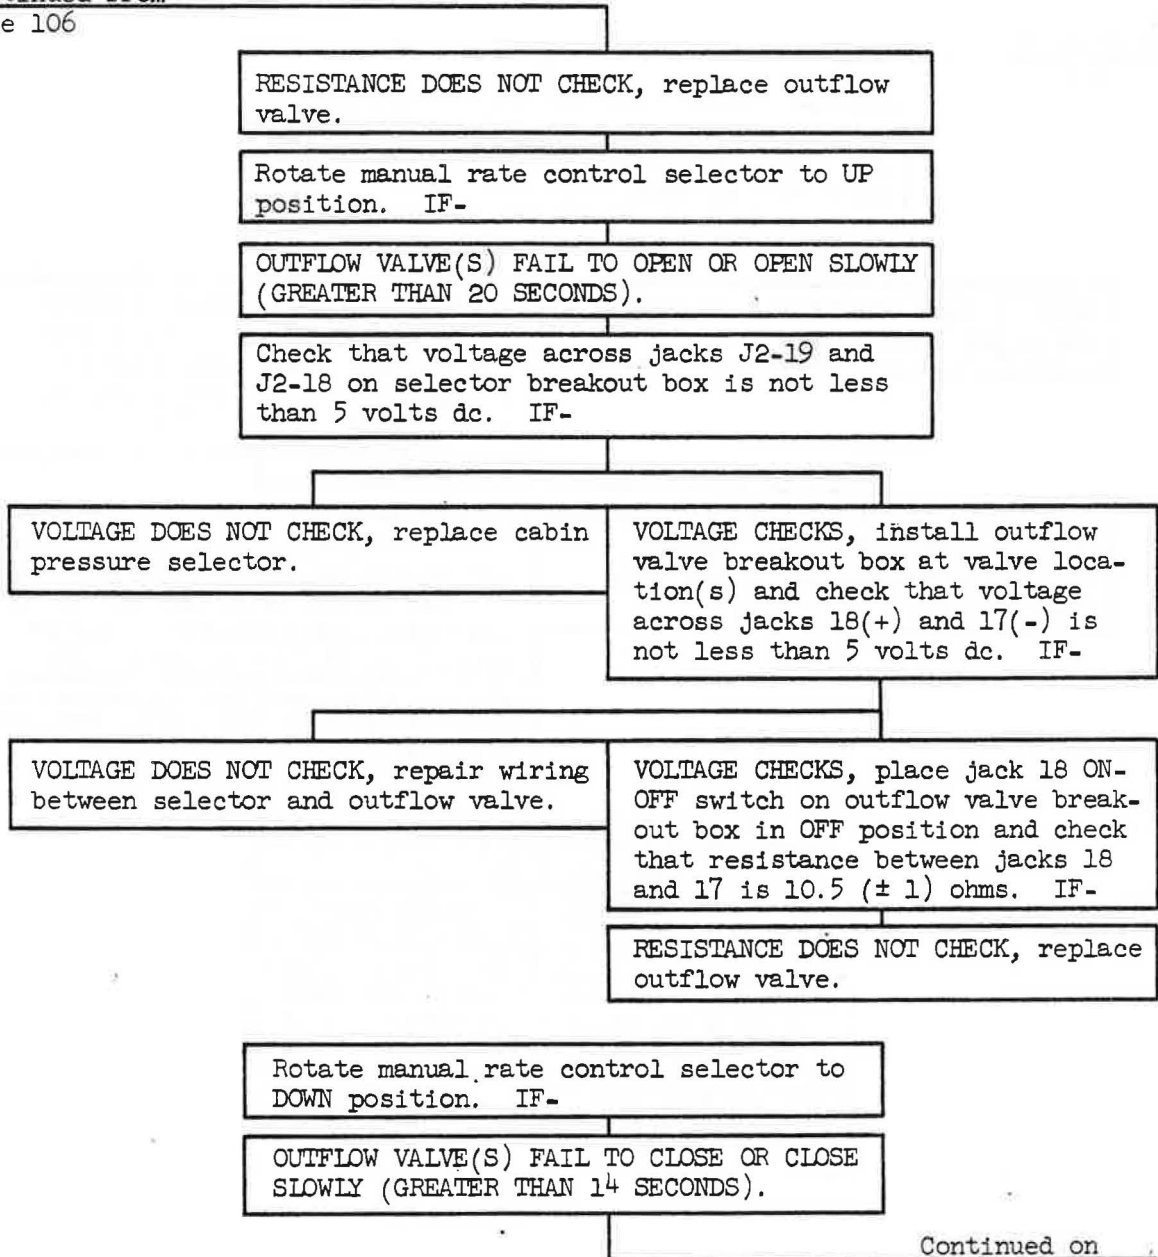 e 106
RESISTANCE DOES NOT CHECK, replace outflow
valve.
Rotate manual rate control selector to UP
position. IF-
OUTFLOW VALVE(S) FAIL TO OPEN OR OPEN SLOWLY
(GREATER THAN 20 SECONDS).
Check that voltage across jacks J2-19 and
J2-18 on selector breakout box is not less
than 5 volts dc. IF-
VOLTAGE DOES NOT CHECK, replace cabin
pressure selector.
VOLTAGE CHECKS, install outflow
valve breakout box at valve loca-
tion(s) and check that voltage
across jacks 18(+) and 17(-) is
not less than 5 volts dc. IF-
VOLTAGE DOES NOT CHECK, repair wiring
between selector and outflow valve.
VOLTAGE CHECKS, place jack 18 ON-
OFF switch on outflow valve break-
out box in OFF position and check
that resistance between jacks 18
and 17 is 10.5 (± 1) ohms. IF-
RESISTANCE DOES NOT CHECK, replace
outflow valve.
Rotate manual rate control selector to
DOWN position. IF-
OUTFLOW VALVE(S) FAIL TO CLOSE OR CLOSE
SLOWLY (GREATER THAN 14 SECONDS).
Continued on